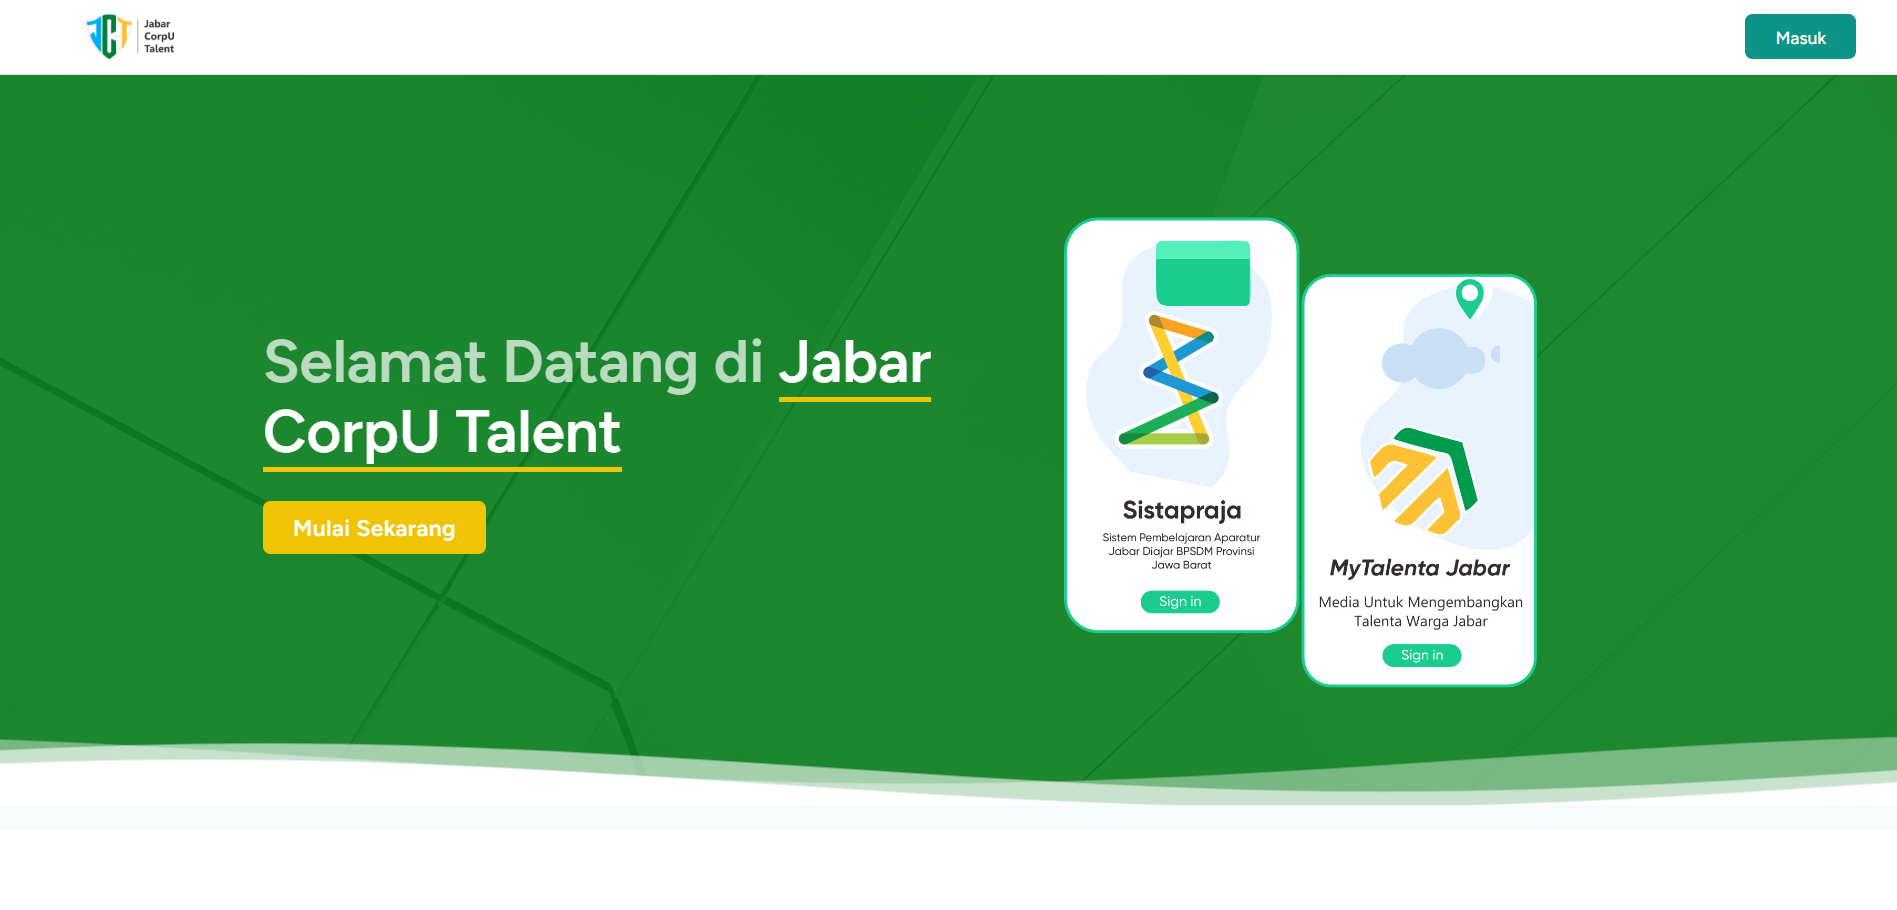 Jabar
CorpU
Talent
Masuk
Selamat Datang di Jabar
CorpU Talent
Mulai Sekarang
Sistapraja
Sistem Pembelajaran Aparatur
Jabar Diajar BPSDM Provinsi
Jawa Barat
Sign in
MyTalenta Jabar
Media Untuk Mengembangkan
Talenta Warga Jabar
Sign in